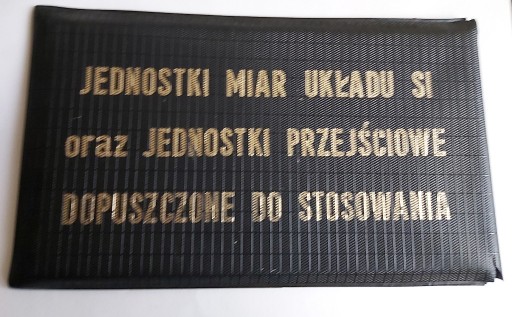 JEDNOSTKI MIAR UKŁADU SI
oraz JEDNOSTKI PRZEJŚCIOWE
DOPUSZCZONE DO STOSOWANIA